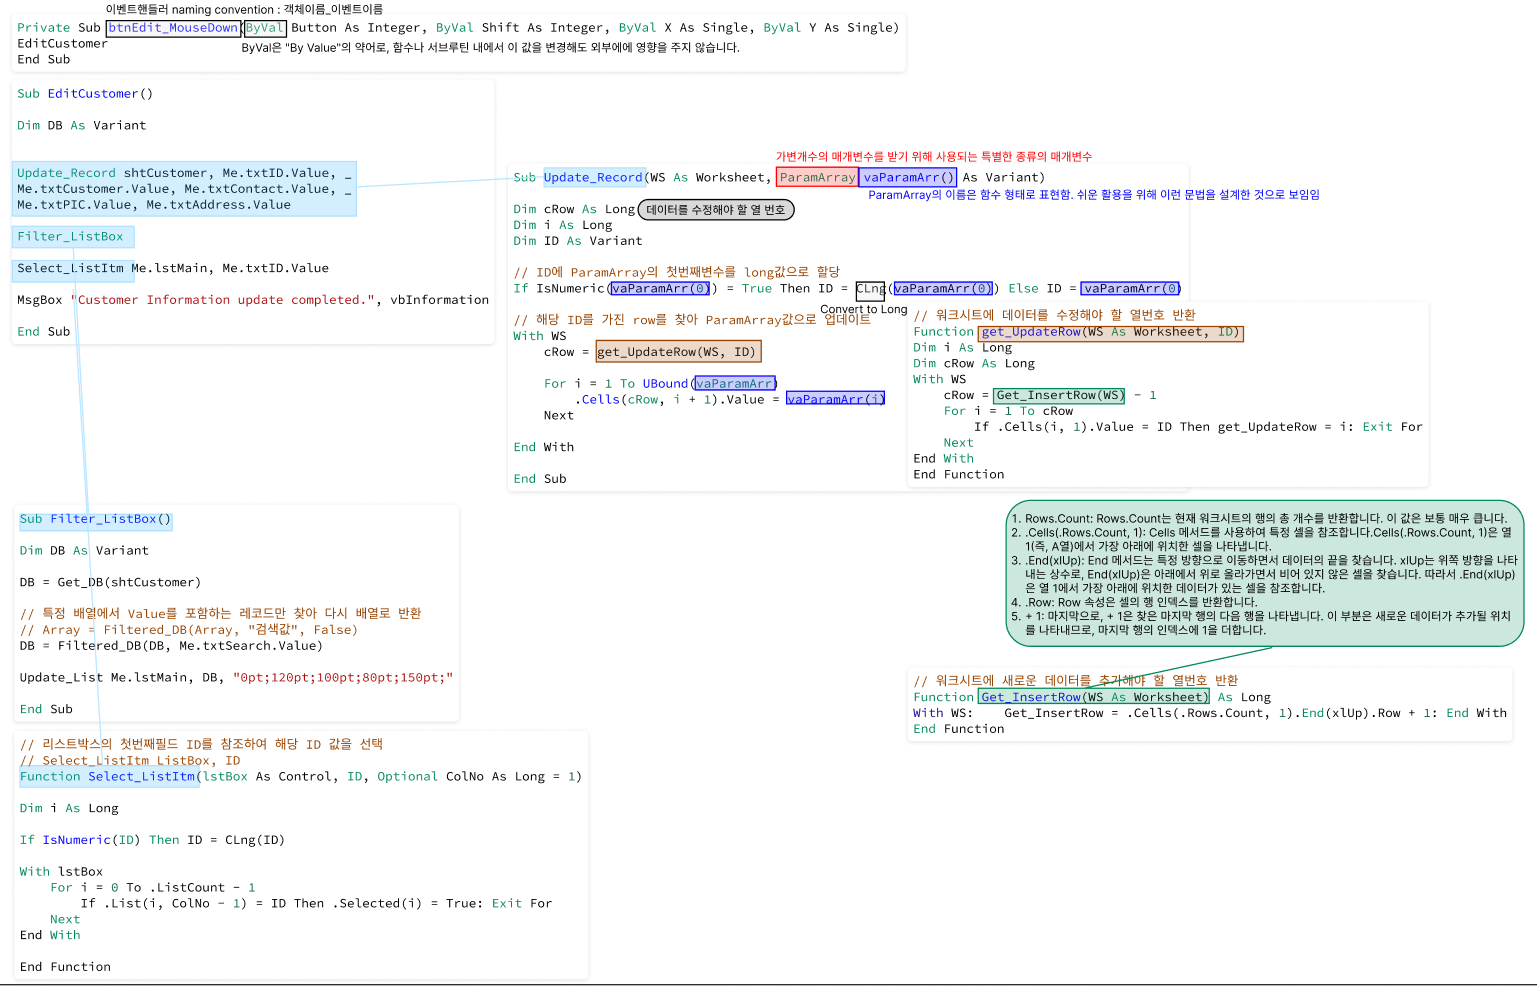 이벤트핸들러 naming convention : 객체이름_이벤트이름
Private Sub btnEdit_MouseDown(ByVal Button As Integer, ByVal Shift As Integer, ByVal X As Single, ByVal Y As Single)
EditCustomer
ByVal은 "By Value"의 약어로, 함수나 서브루틴 내에서 이 값을 변경해도 외부에에 영향을 주지 않습니다.
End Sub
Sub EditCustomer()
Dim DB As Variant
Update_Record shtCustomer, Me.txtID.Value, _
Me.txtCustomer.Value, Me.txtContact.Value, _
Me.txtPIC.Value, Me.txtAddress.Value
Filter_ListBox
Select_ListItm Me.lstMain, Me.txtID.Value
MsgBox "Customer Information update completed.", vbInformation
End Sub
가변개수의 매개변수를 받기 위해 사용되는 특별한 종류의 매개변수
Sub Update_Record(WS As Worksheet, ParamArray vaParamArr() As Variant)
ParamArray의 이름은 함수 형태로 표현함. 쉬운 활용을 위해 이런 문법을 설계한 것으로 보임임
Dim cRow As Long 데이터를 수정해야 할 열 번호
Dim i As Long
Dim ID As Variant
// ID에 ParamArray의 첫번째변수를 long값으로 할당
If IsNumeric(vaParamArr(0)) = True Then ID = CLng(vaParamArr(0)) Else ID = vaParamArr(0)
Convert to Long
// 해당 ID를 가진 row를 찾아 ParamArray값으로 업데이트
With WS
cRow = get_UpdateRow(WS, ID)
For i = 1 To UBound(vaParamArr)
.Cells(cRow, i + 1).Value = vaParamArr(i)
Next
End With
End Sub
// 워크시트에 데이터를 수정해야 할 열번호 반환
Function get_UpdateRow(WS As Worksheet, ID)
Dim i As Long
Dim cRow As Long
With WS
cRow = Get_InsertRow(WS) - 1
For i = 1 To cRow
If .Cells(i, 1).Value = ID Then get_UpdateRow = i: Exit For
Next
End With
End Function
1. Rows.Count: Rows.Count는 현재 워크시트의 행의 총 개수를 반환합니다. 이 값은 보통 매우 큽니다.
2. .Cells(.Rows.Count, 1): Cells 메서드를 사용하여 특정 셀을 참조합니다.Cells(.Rows.Count, 1)은 열
1(즉, A열)에서 가장 아래에 위치한 셀을 나타냅니다.
3. .End(xlUp): End 메서드는 특정 방향으로 이동하면서 데이터의 끝을 찾습니다. xlUp는 위쪽 방향을 나타
내는 상수로, End(xlUp)은 아래에서 위로 올라가면서 비어 있지 않은 셀을 찾습니다. 따라서 .End(xlUp)
은 열 1에서 가장 아래에 위치한 데이터가 있는 셀을 참조합니다.
4. .Row: Row 속성은 셀의 행 인덱스를 반환합니다.
5. + 1: 마지막으로, + 1은 찾은 마지막 행의 다음 행을 나타냅니다. 이 부분은 새로운 데이터가 추가될 위치
를 나타내므로, 마지막 행의 인덱스에 1을 더합니다.
// 워크시트에 새로운 데이터를 추가해야 할 열번호 반환
Function Get_InsertRow(WS As Worksheet) As Long
With WS: Get_InsertRow = .Cells(.Rows.Count, 1).End(xlUp).Row + 1: End With
End Function
Sub Filter_ListBox()
Dim DB As Variant
DB = Get_DB(shtCustomer)
// 특정 배열에서 Value를 포함하는 레코드만 찾아 다시 배열로 반환
// Array = Filtered_DB(Array, "검색값", False)
DB = Filtered_DB(DB, Me.txtSearch.Value)
Update_List Me.lstMain, DB, "0pt;120pt;100pt;80pt;150pt;"
End Sub
// 리스트박스의 첫번째필드 ID를 참조하여 해당 ID 값을 선택
// Select_ListItm ListBox, ID
Function Select_ListItm(lstBox As Control, ID, Optional ColNo As Long = 1)
Dim i As Long
If IsNumeric(ID) Then ID = CLng(ID)
With lstBox
For i = 0 To .ListCount - 1
If .List(i, ColNo - 1) = ID Then .Selected(i) = True: Exit For
Next
End With
End Function